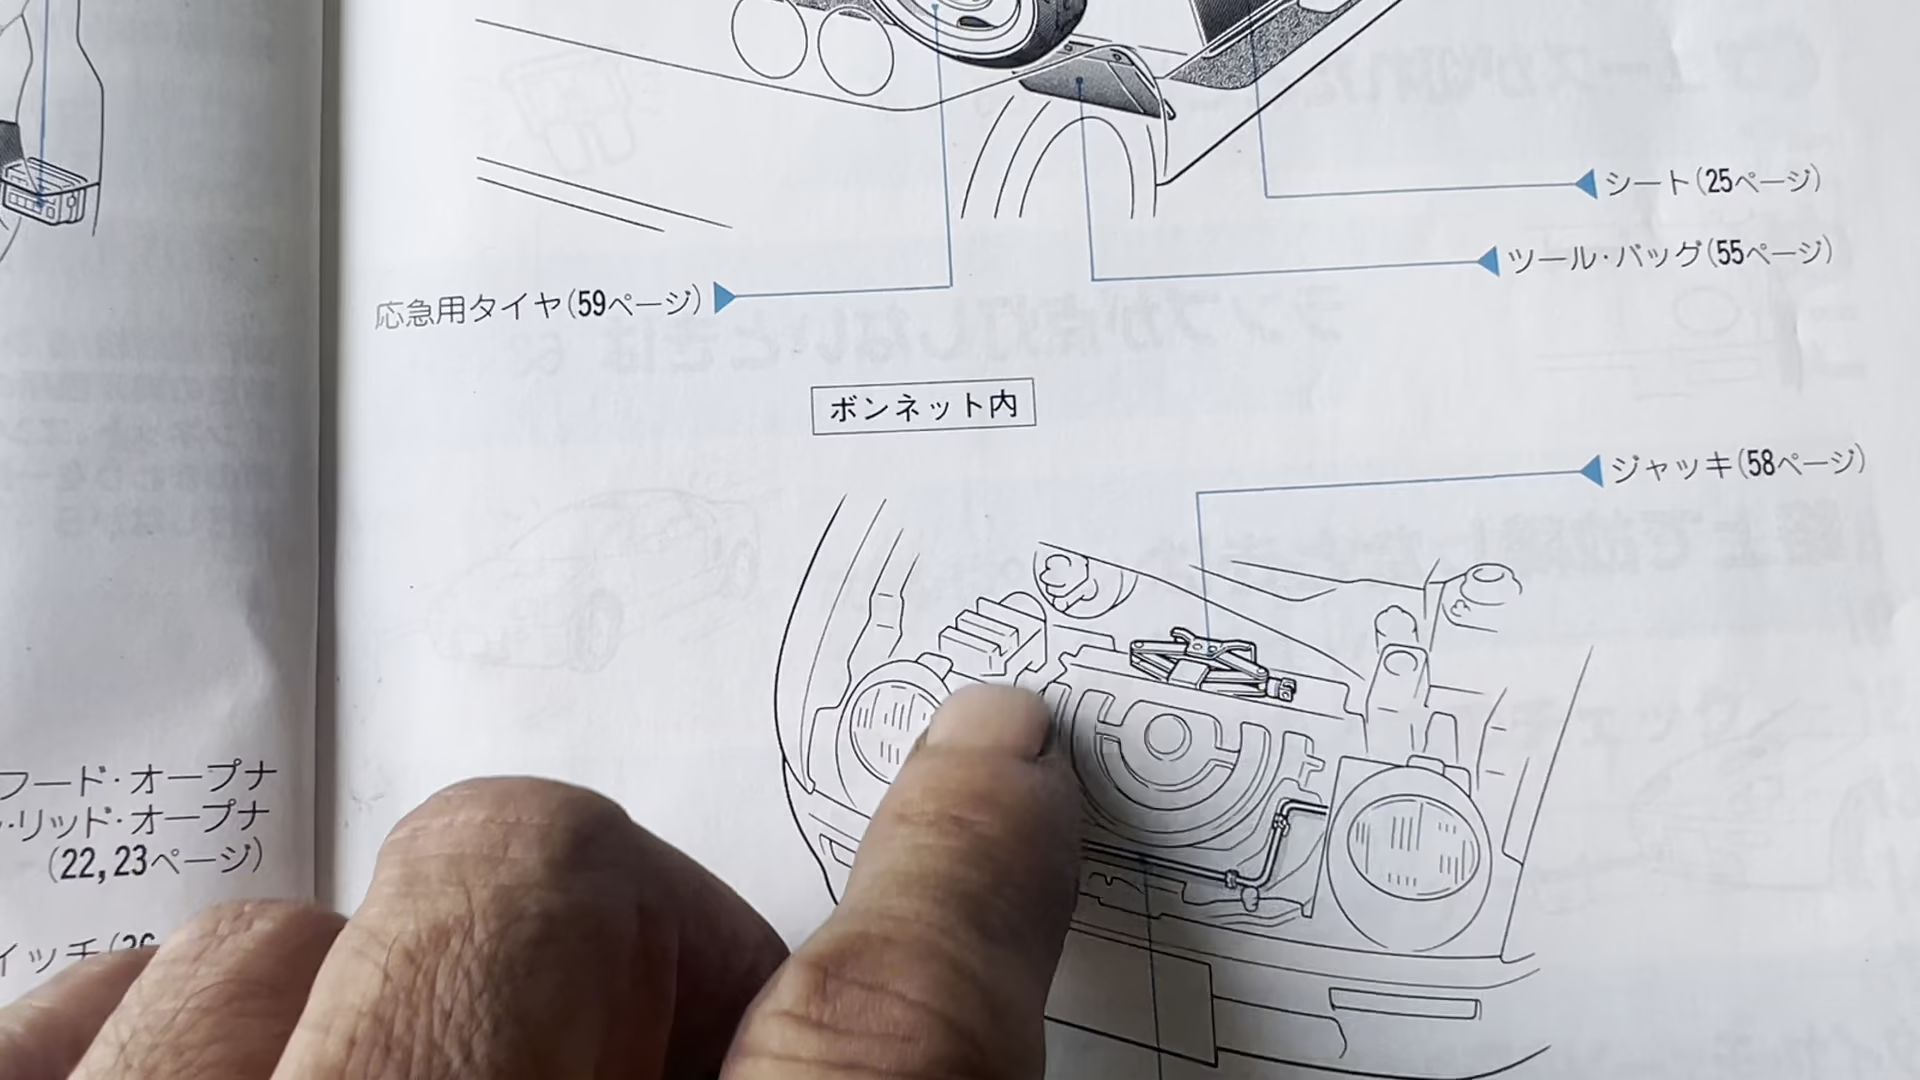 シート(25ページ)
ツール・バッグ(55ページ)
応急用タイヤ(59ページ)
ボンネット内
ジャッキ(58ページ)
フード・オープナ
・リッド・オープナ
(22,23ページ)
イッチ(